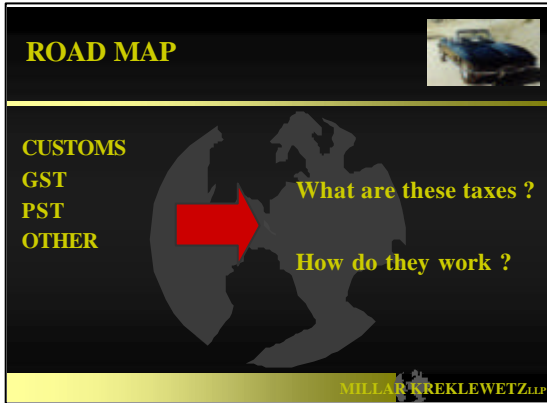 ROAD MAP
CUSTOMS
GST
PST
OTHER
What are these taxes ?
How do they work ?
MILLAR KREKLEWETZ LLP